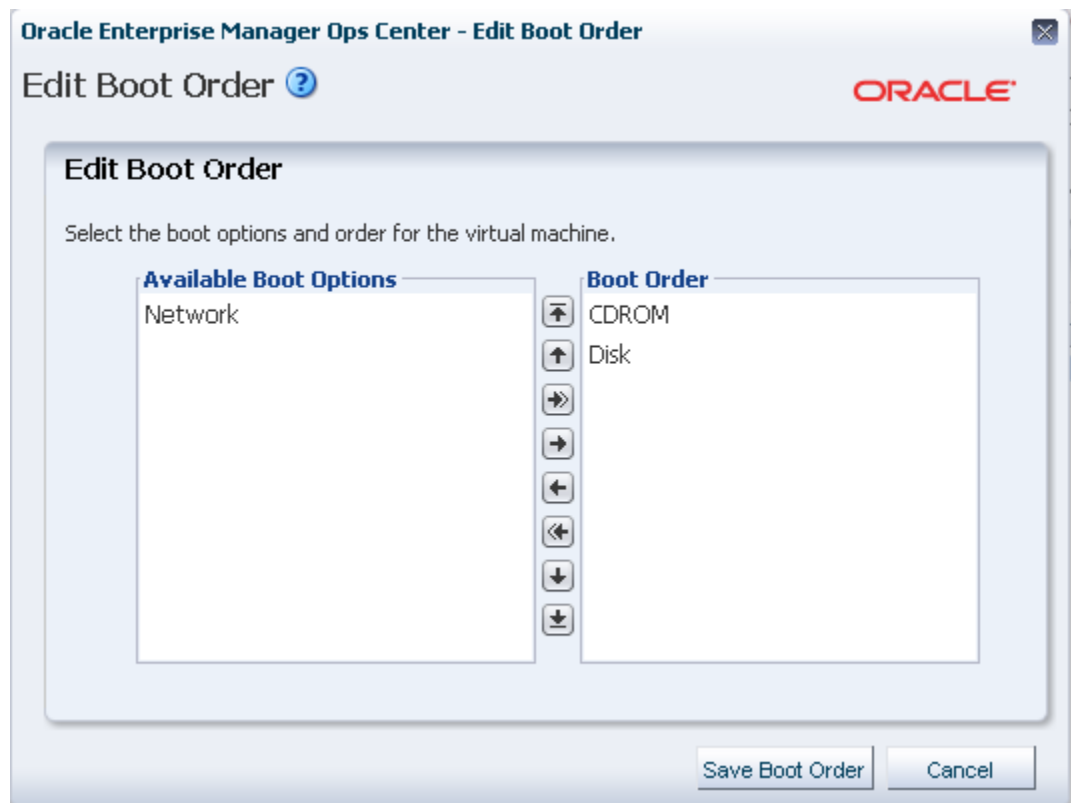 Oracle Enterprise Manager Ops Center - Edit Boot Order
Edit Boot Order ?
ORACLE
Edit Boot Order
Select the boot options and order for the virtual machine.
Available Boot Options
Network
Boot Order
CDROM
Disk
Save Boot Order
Cancel